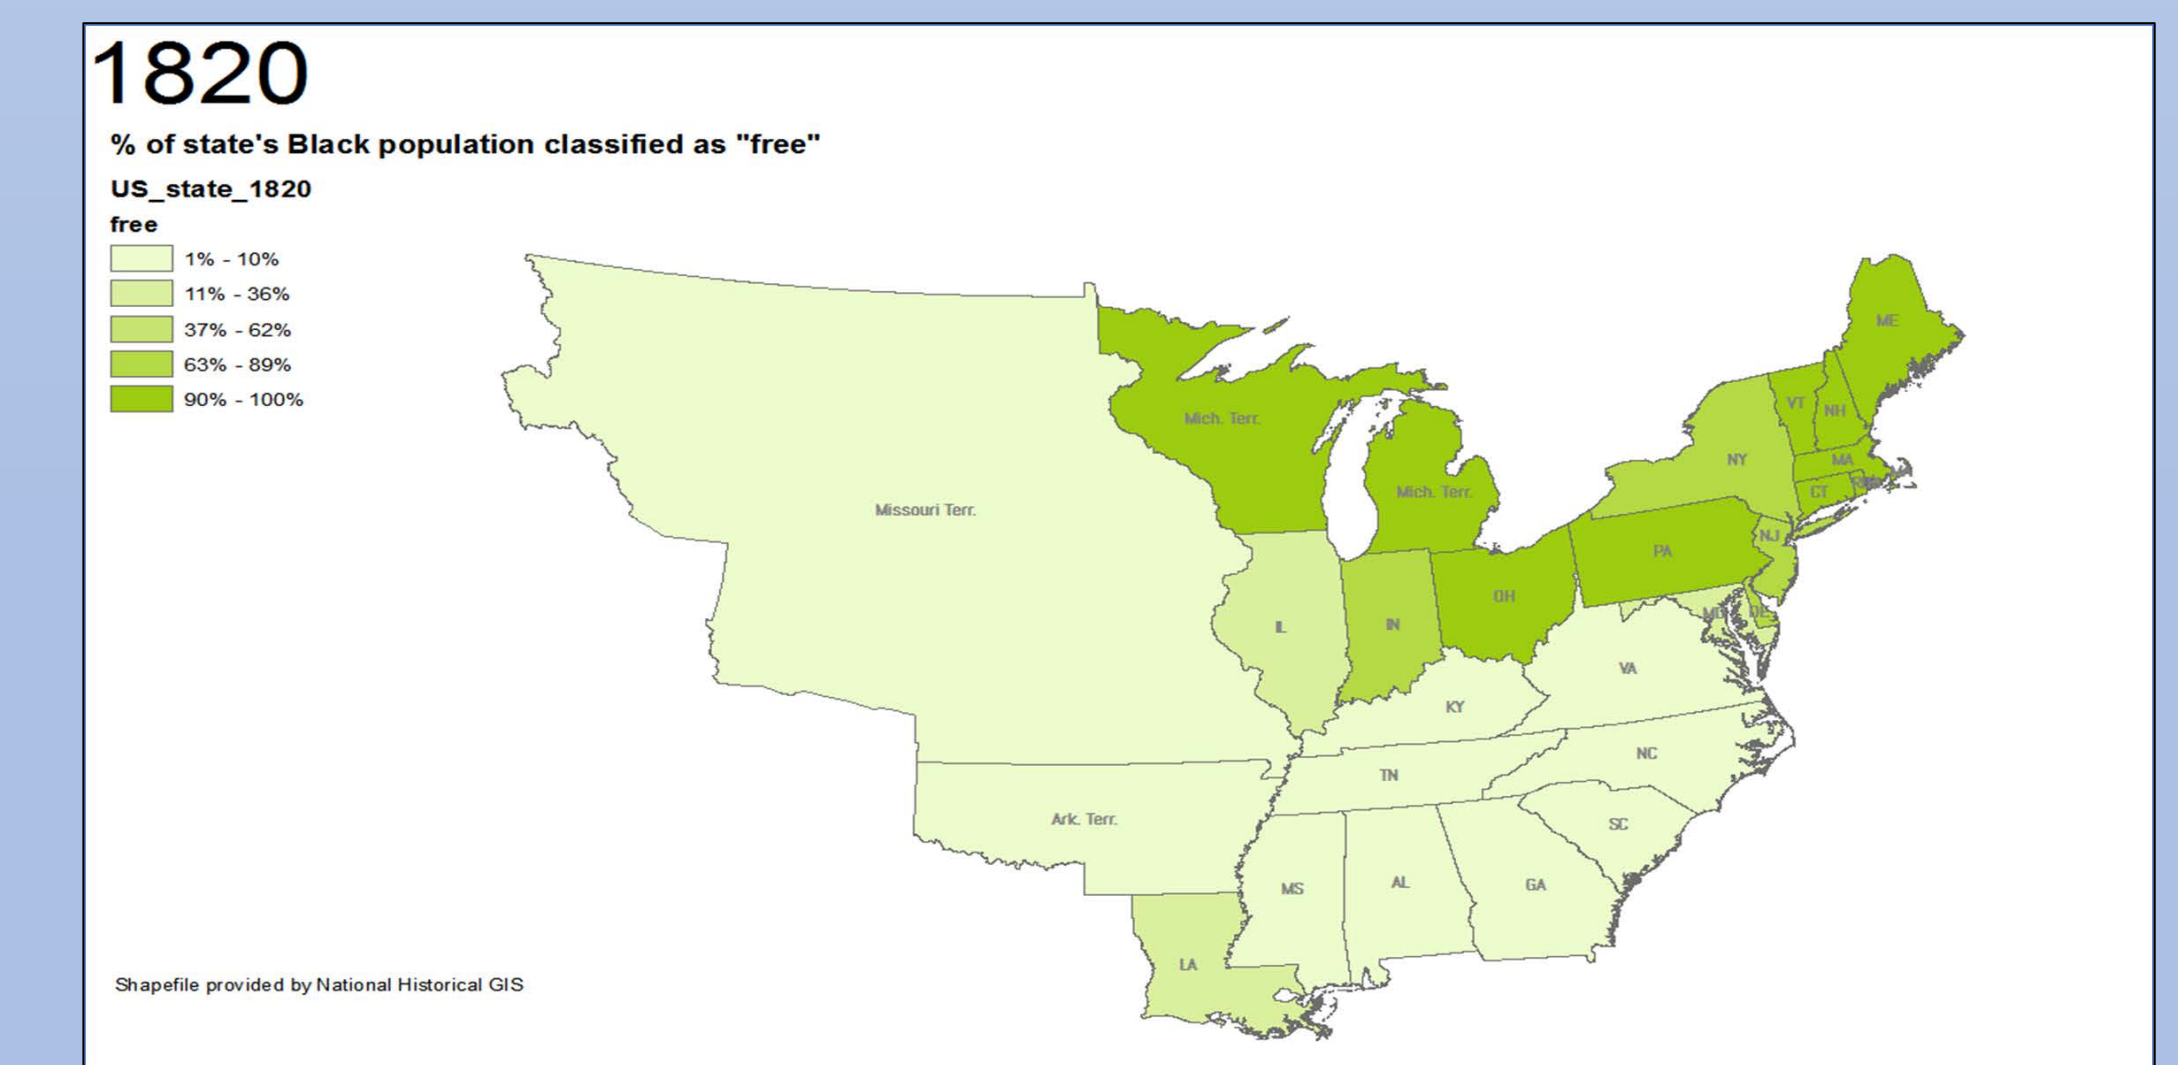 1820
% of state's Black population classified as "free"
US_state_1820
free
1% - 10%
11% - 36%
37% - 62%
63% - 89%
90% - 100%
ME
Mich. Terr.
VT
NH
NY
MA
Mich. Terr.
CT
Missouri Terr.
NJ
PA
OH
MD
DE
IL
IN
VA
KY
NC
TN
Ark. Terr.
SC
MS
AL
GA
LA
Shapefile provided by National Historical GIS